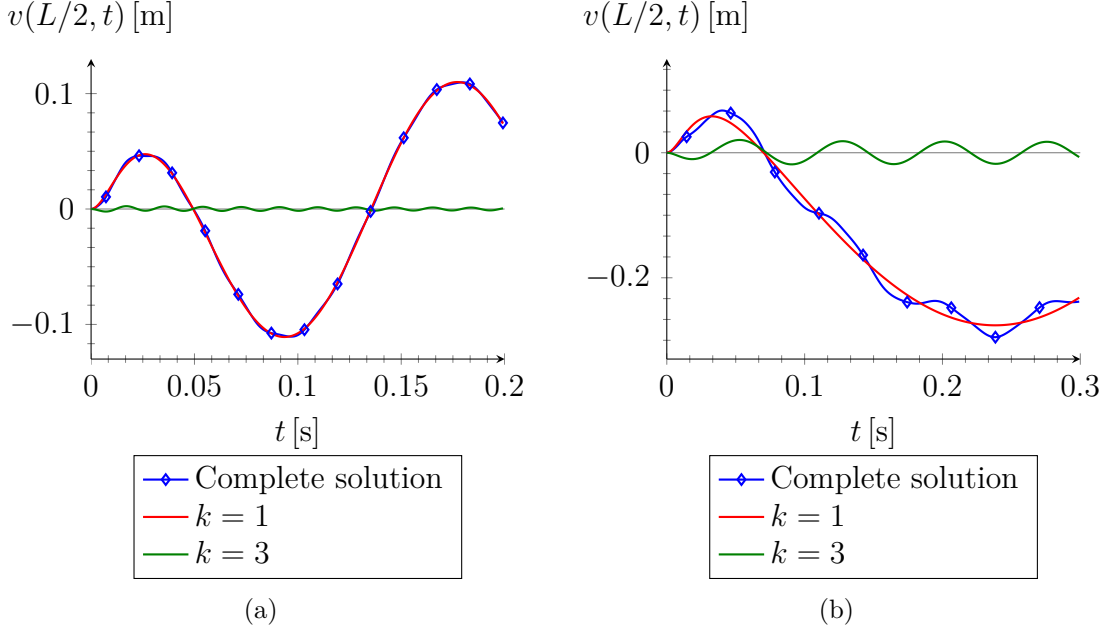 v(L/2, t) [m]
0.1
0
−0.1
0 0.05 0.1 0.15 0.2
t [s]
Complete solution
k = 1
k = 3
(a)
v(L/2, t) [m]
0
−0.2
0 0.1 0.2 0.3
t [s]
Complete solution
k = 1
k = 3
(b)